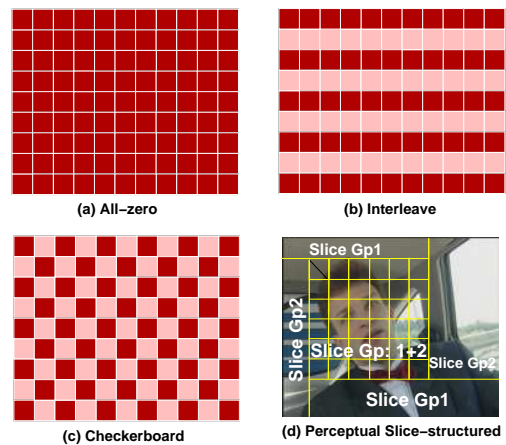 (a) All−zero
(b) Interleave
Slice Gp1
Slice Gp2
Slice Gp: 1+2
Slice Gp2
Slice Gp1
(c) Checkerboard
(d) Perceptual Slice−structured